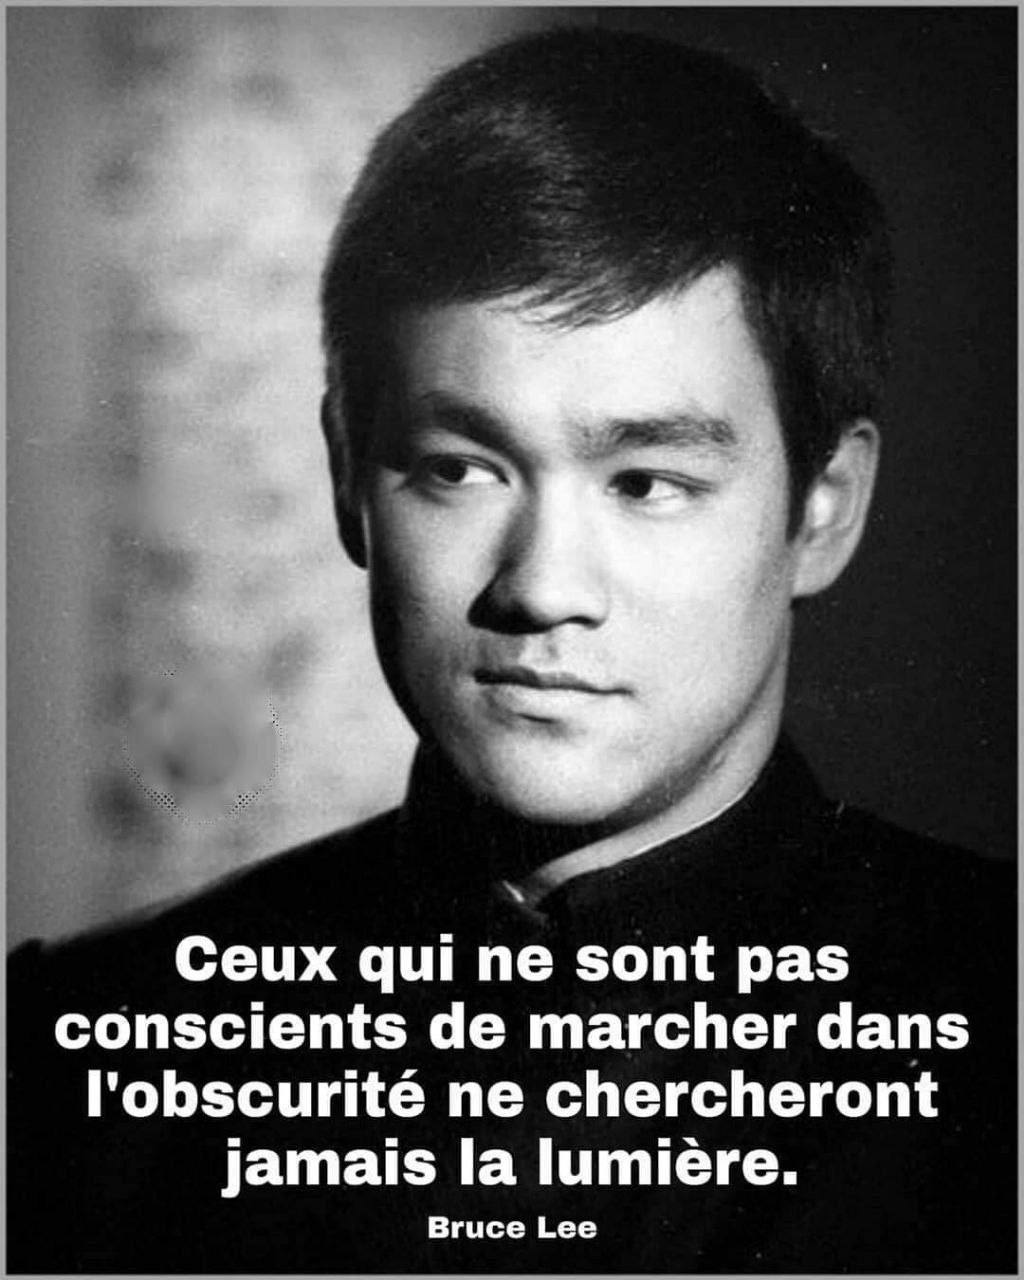 Ceux qui ne sont pas
conscients de marcher dans
l'obscurité ne chercheront
jamais la lumière.
Bruce Lee